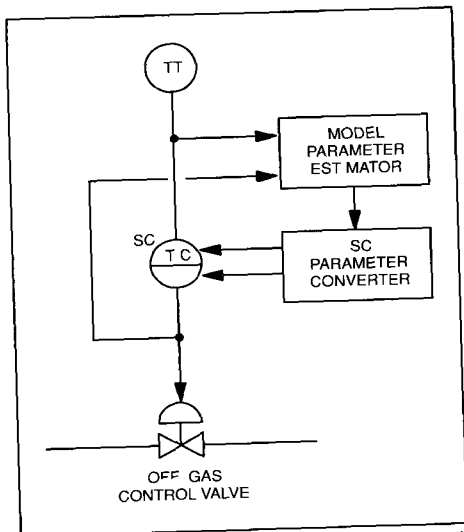 TT
MODEL
PARAMETER
EST MATOR
SC
T C
SC
PARAMETER
CONVERTER
OFF GAS
CONTROL VALVE